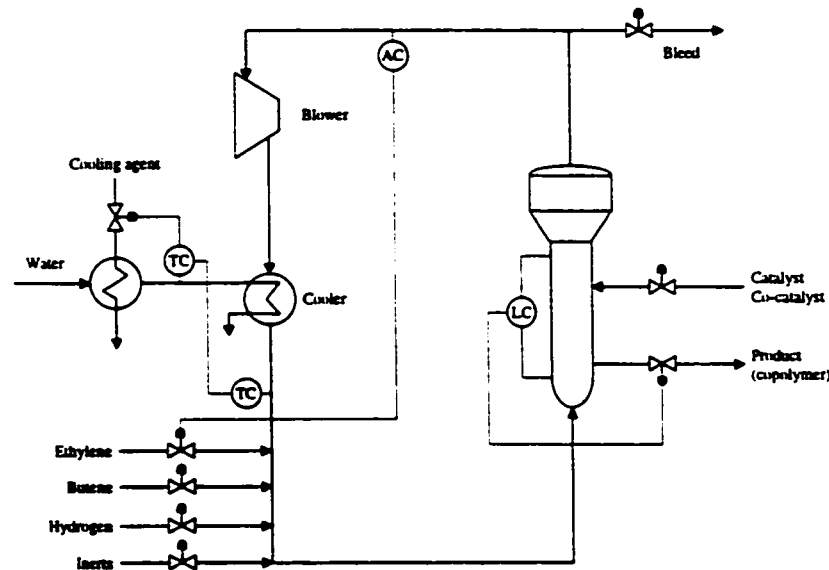 AC
Bleed
Blower
Cooling agent
TC
Water
Cooler
LC
Catalyst
Co-catalyst
Product
(copolymer)
TC
Ethylene
Butene
Hydrogen
Inerts